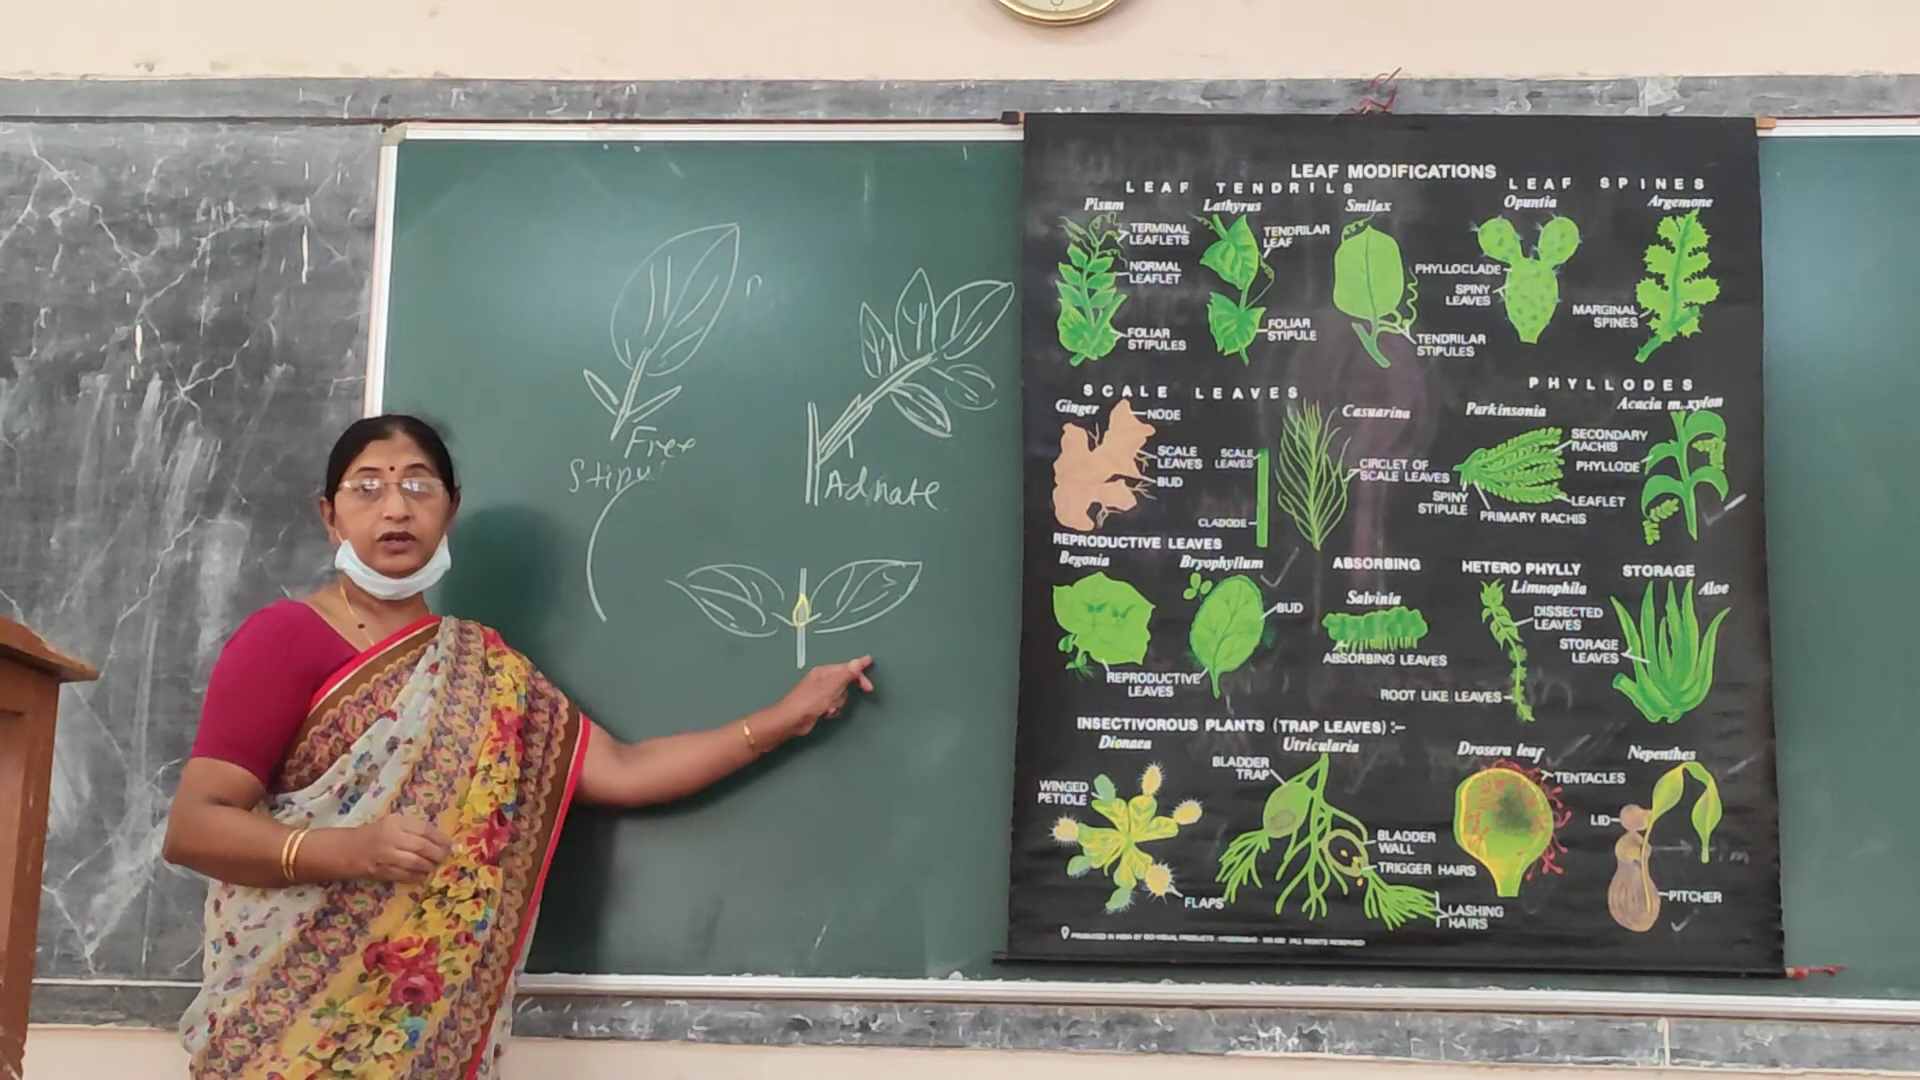 Free
Stipu
Adnate
LEAF MODIFICATIONS
LEAF TENDRILS
LEAF SPINES
Pisum
Lathyrus
Smilax
Opuntia
Argemone
TERMINAL
LEAFLETS
NORMAL
LEAFLET
FOLIAR
STIPULES
TENDRILAR
LEAF
FOLIAR
STIPULE
TENDRILAR
STIPULES
PHYLLOCLADE
SPINY
LEAVES
MARGINAL
SPINES
SCALE LEAVES
PHYLLODES
Ginger
Casuarina
Parkinsonia
Acacia m. xylon
NODE
SCALE
LEAVES
BUD
SCALE
LEAVES
CLADODE
CIRCLET OF
SCALE LEAVES
SECONDARY
RACHIS
PHYLLODE
LEAFLET
SPINY
STIPULE
PRIMARY RACHIS
REPRODUCTIVE LEAVES
Begonia
Bryophyllum
BUD
REPRODUCTIVE
LEAVES
ABSORBING
Salvinia
ABSORBING LEAVES
HETERO PHYLLY
Limnophila
DISSECTED
LEAVES
ROOT LIKE LEAVES
STORAGE
Aloe
STORAGE
LEAVES
INSECTIVOROUS PLANTS (TRAP LEAVES) :-
Dionaea
Utricularia
Drosera leaf
Nepenthes
WINGED
PETIOLE
FLAPS
BLADDER
TRAP
BLADDER
WALL
TRIGGER HAIRS
LASHING
HAIRS
TENTACLES
LID
PITCHER